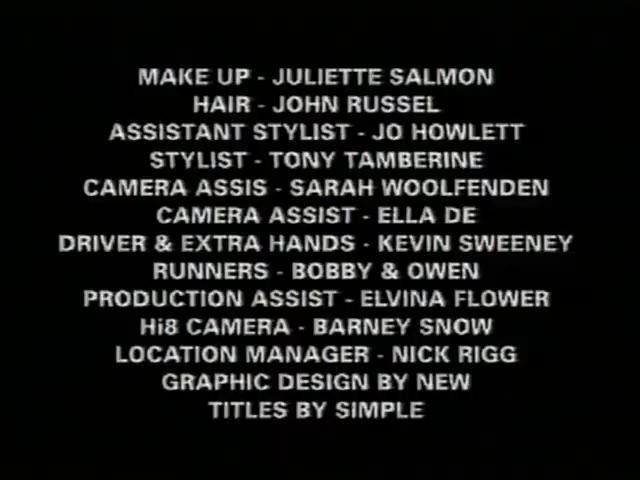 MAKE UP - JULIETTE SALMON
HAIR - JOHN RUSSEL
ASSISTANT STYLIST - JO HOWLETT
STYLIST - TONY TAMBERINE
CAMERA ASSIS - SARAH WOOLFENDEN
CAMERA ASSIST - ELLA DE
DRIVER & EXTRA HANDS - KEVIN SWEENEY
RUNNERS - BOBBY & OWEN
PRODUCTION ASSIST - ELVINA FLOWER
Hi8 CAMERA - BARNEY SNOW
LOCATION MANAGER - NICK RIGG
GRAPHIC DESIGN BY NEW
TITLES BY SIMPLE